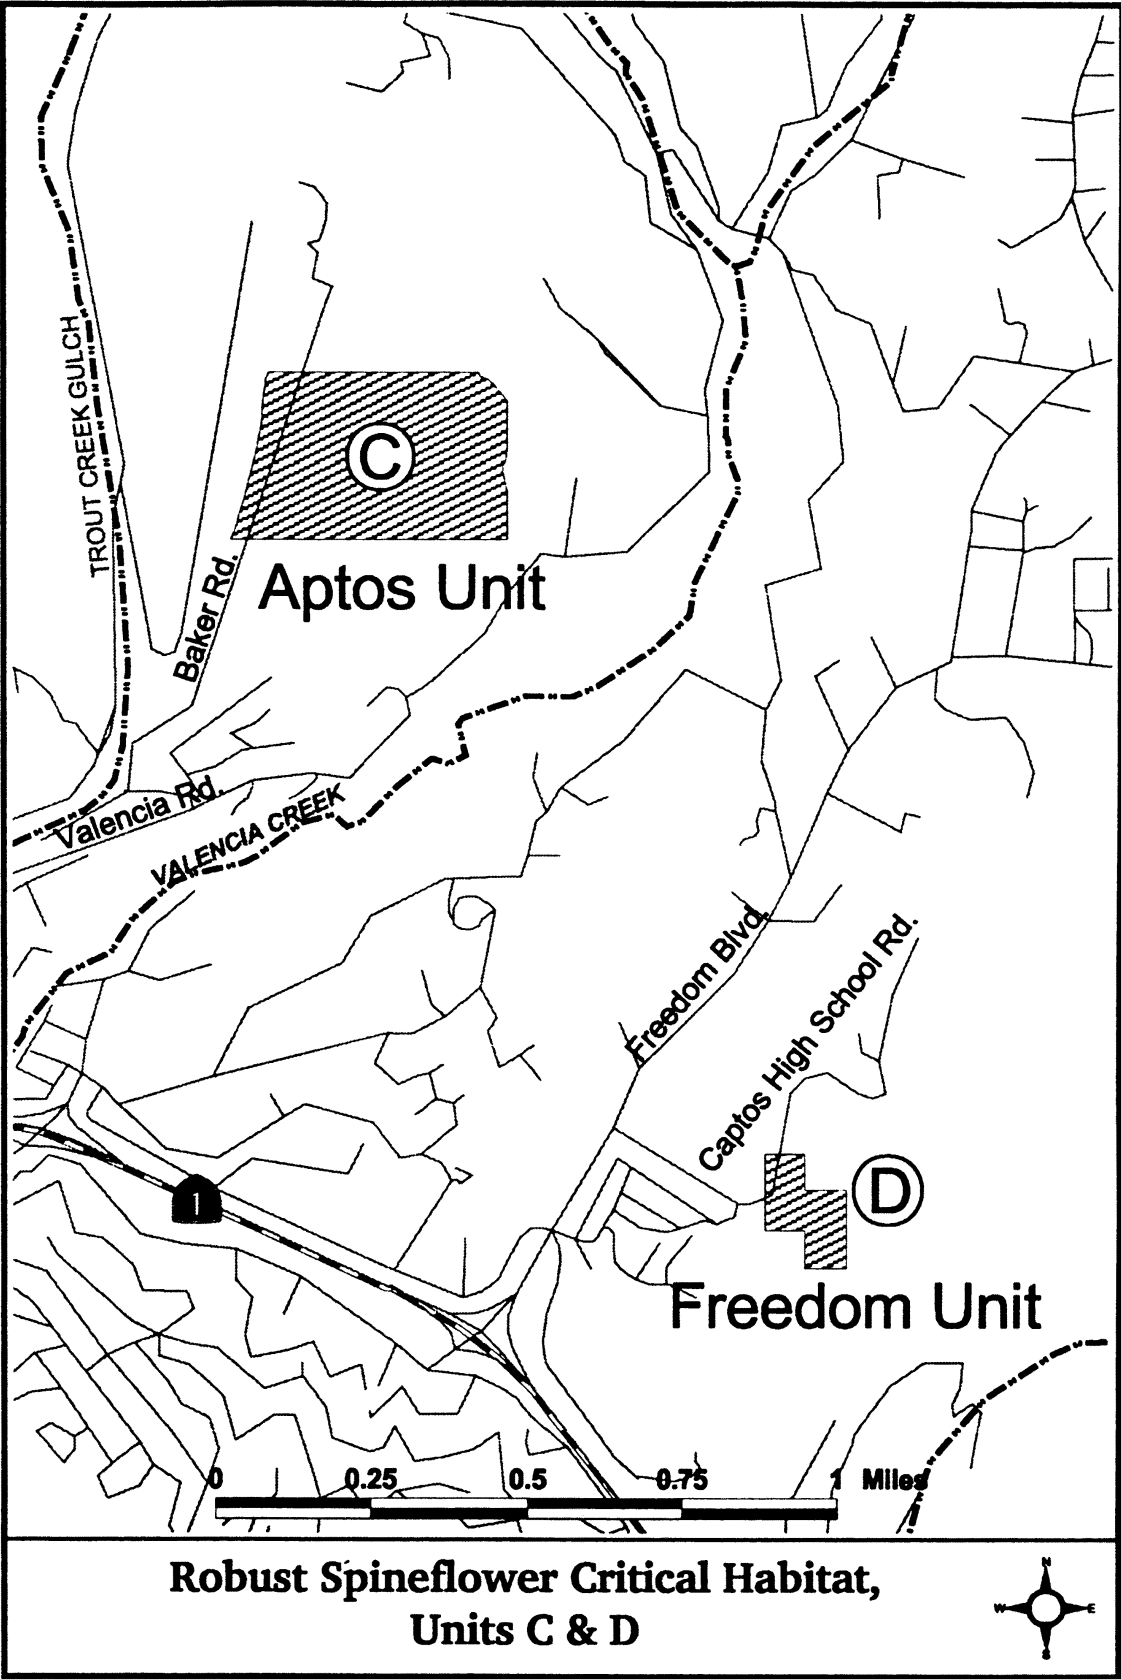 TROUT CREEK GULCH
C
Aptos Unit
Baker Rd.
Valencia Rd.
VALENCIA CREEK
Freedom Blvd.
Captos High School Rd.
D
1
Freedom Unit
0 0.25 0.5 0.75 1 Miles
Robust Spineflower Critical Habitat,
Units C & D
N
W E
S